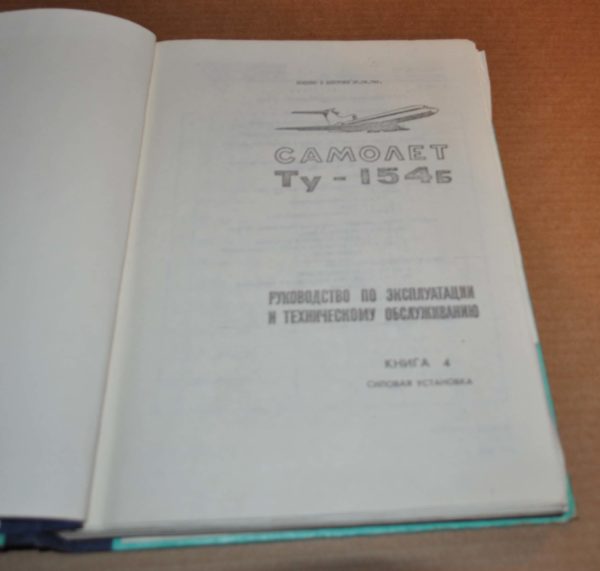 САМОЛЕТ
Ту-154Б
РУКОВОДСТВО ПО ЭКСПЛУАТАЦИИ
И ТЕХНИЧЕСКОМУ ОБСЛУЖИВАНИЮ
КНИГА 4
СИЛОВАЯ УСТАНОВКА